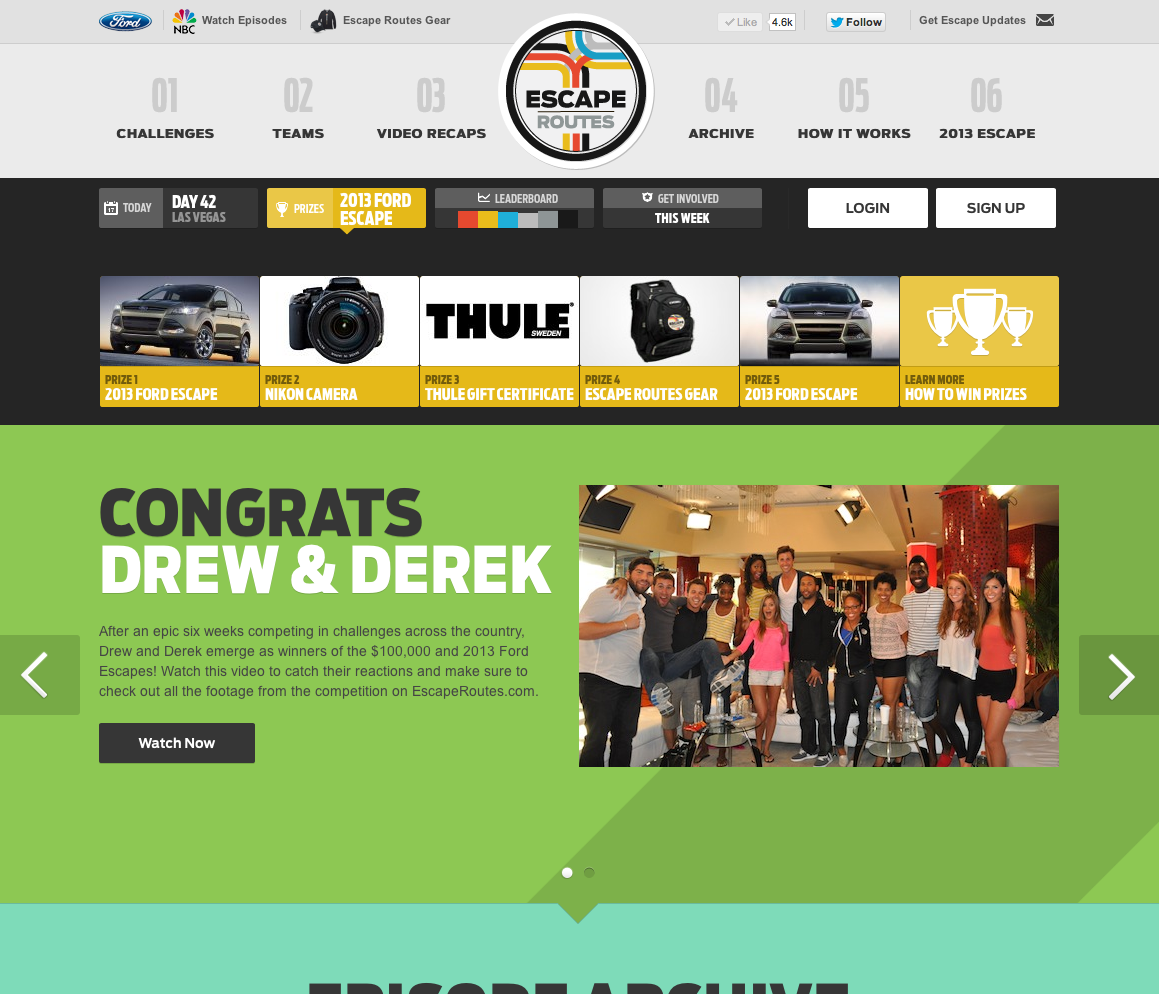 Ford
NBC
Watch Episodes
Escape Routes Gear
Like
4.6k
Follow
Get Escape Updates
01
CHALLENGES
02
TEAMS
03
VIDEO RECAPS
ESCAPE
ROUTES
04
ARCHIVE
05
HOW IT WORKS
06
2013 ESCAPE
TODAY
DAY 42
LAS VEGAS
PRIZES
2013 FORD
ESCAPE
LEADERBOARD
GET INVOLVED
THIS WEEK
LOGIN
SIGN UP
THULE
SWEDEN
PRIZE 1
2013 FORD ESCAPE
PRIZE 2
NIKON CAMERA
PRIZE 3
THULE GIFT CERTIFICATE
PRIZE 4
ESCAPE ROUTES GEAR
PRIZE 5
2013 FORD ESCAPE
LEARN MORE
HOW TO WIN PRIZES
CONGRATS
DREW & DEREK
After an epic six weeks competing in challenges across the country,
Drew and Derek emerge as winners of the $100,000 and 2013 Ford
Escapes! Watch this video to catch their reactions and make sure to
check out all the footage from the competition on EscapeRoutes.com.
Watch Now
EPISODE ARCHIVE